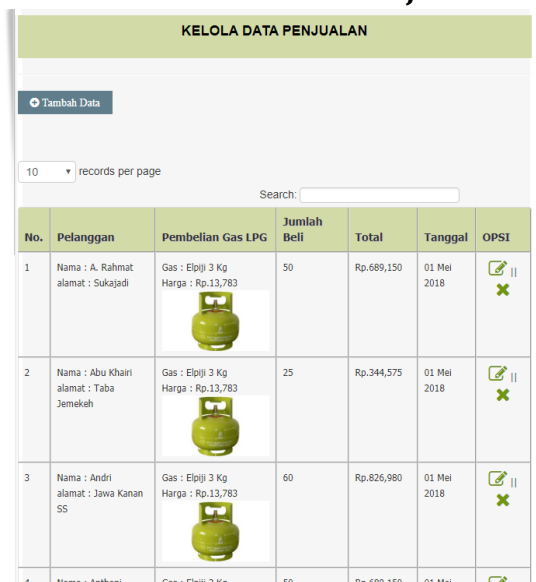 KELOLA DATA PENJUALAN
Tambah Data
10 records per page
Search:
No. Pelanggan Pembelian Gas LPG Jumlah Beli Total Tanggal OPSI
1 Nama : A. Rahmat Gas : Elpiji 3 Kg 50 Rp.689,150 01 Mei
alamat : Sukajadi Harga : Rp.13,783 2018
||
2 Nama : Abu Khairi Gas : Elpiji 3 Kg 25 Rp.344,575 01 Mei
alamat : Taba Harga : Rp.13,783 2018
Jemekeh
||
3 Nama : Andri Gas : Elpiji 3 Kg 60 Rp.826,980 01 Mei
alamat : Jawa Kanan Harga : Rp.13,783 2018
SS
||